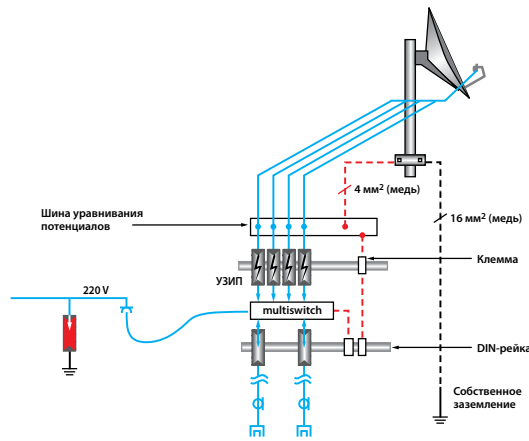 4 мм² (медь)
16 мм² (медь)
Шина уравнивания
потенциалов
Клемма
УЗИП
220 V
multiswitch
DIN-рейка
Собственное
заземление